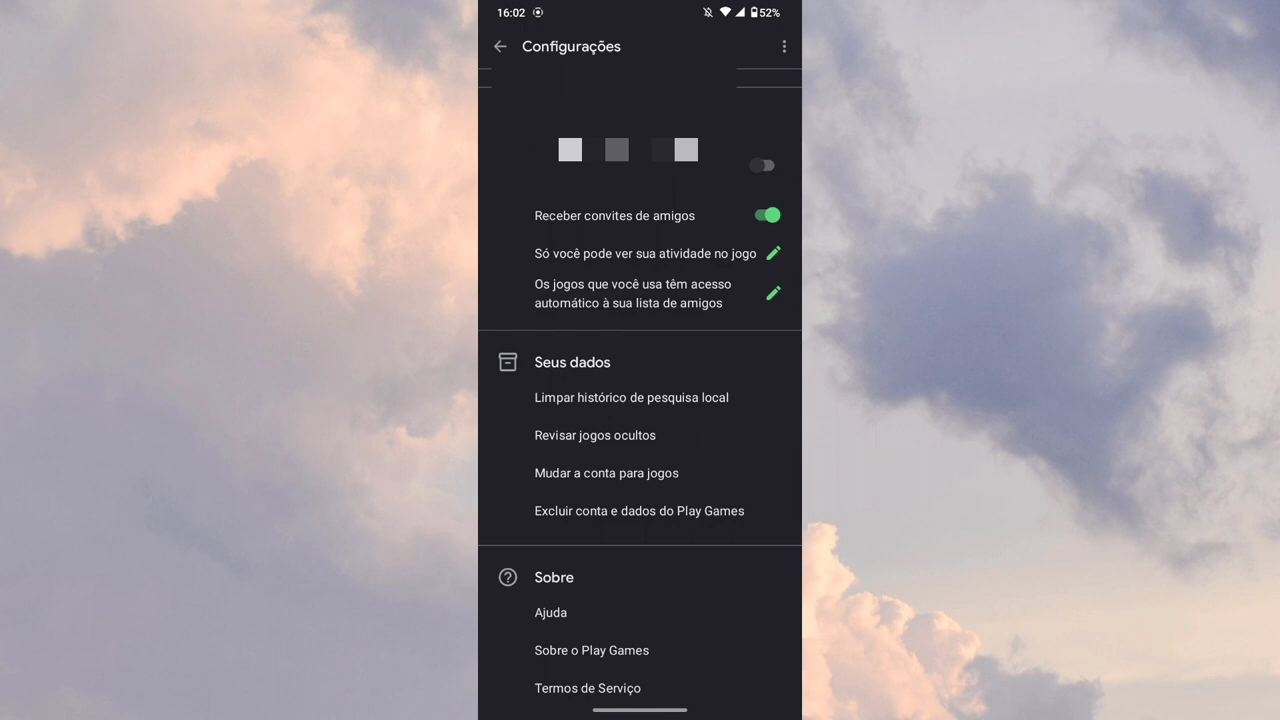 16:02
52%
Configurações
Receber convites de amigos
Só você pode ver sua atividade no jogo
Os jogos que você usa têm acesso
automático à sua lista de amigos
Seus dados
Limpar histórico de pesquisa local
Revisar jogos ocultos
Mudar a conta para jogos
Excluir conta e dados do Play Games
Sobre
Ajuda
Sobre o Play Games
Termos de Serviço